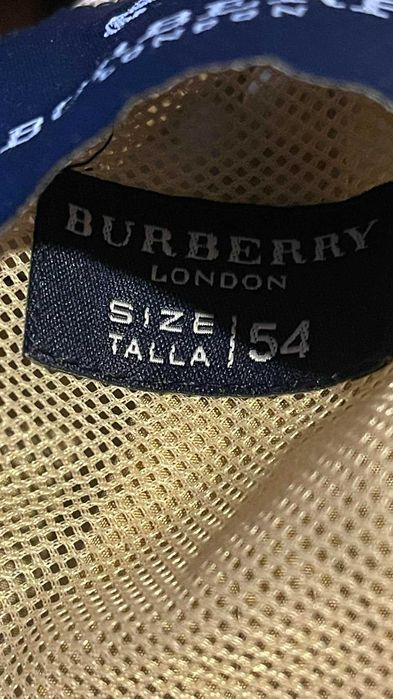 BURBERRY
LONDON
SIZE
TALLA | 54